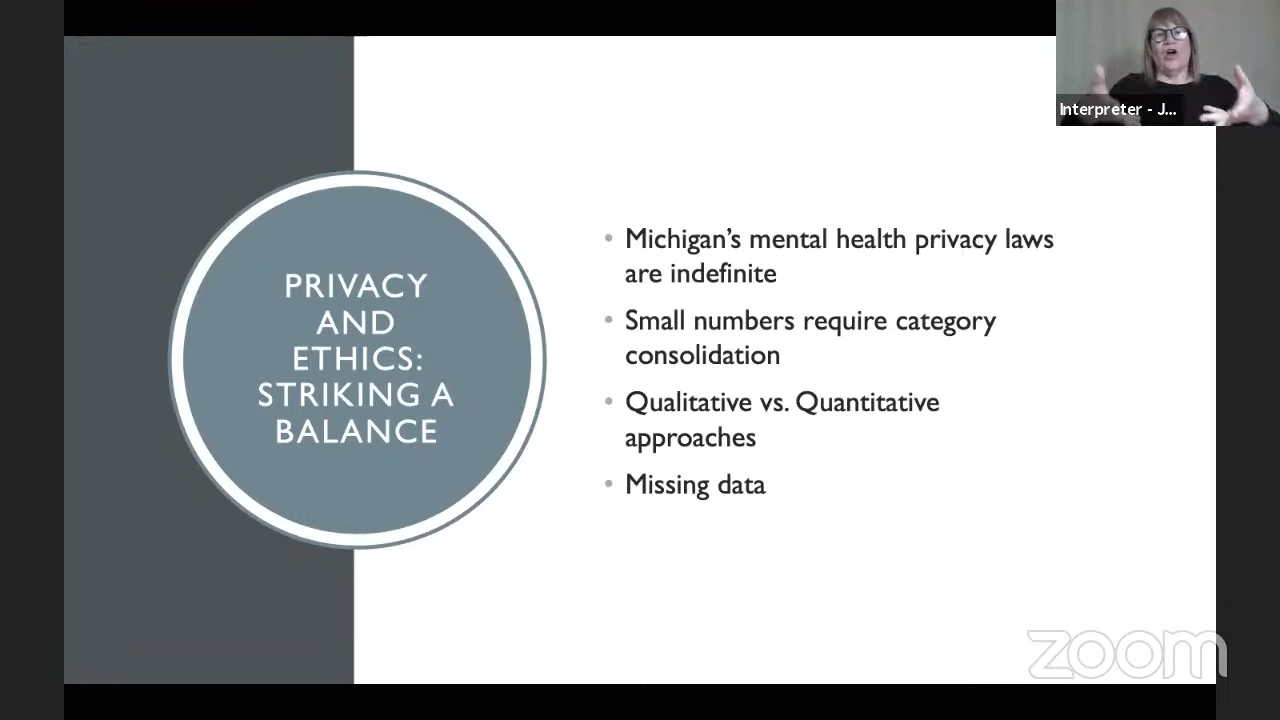 Interpreter - J...
PRIVACY
AND
ETHICS:
STRIKING A
BALANCE
• Michigan’s mental health privacy laws
are indefinite
• Small numbers require category
consolidation
• Qualitative vs. Quantitative
approaches
• Missing data
zoom